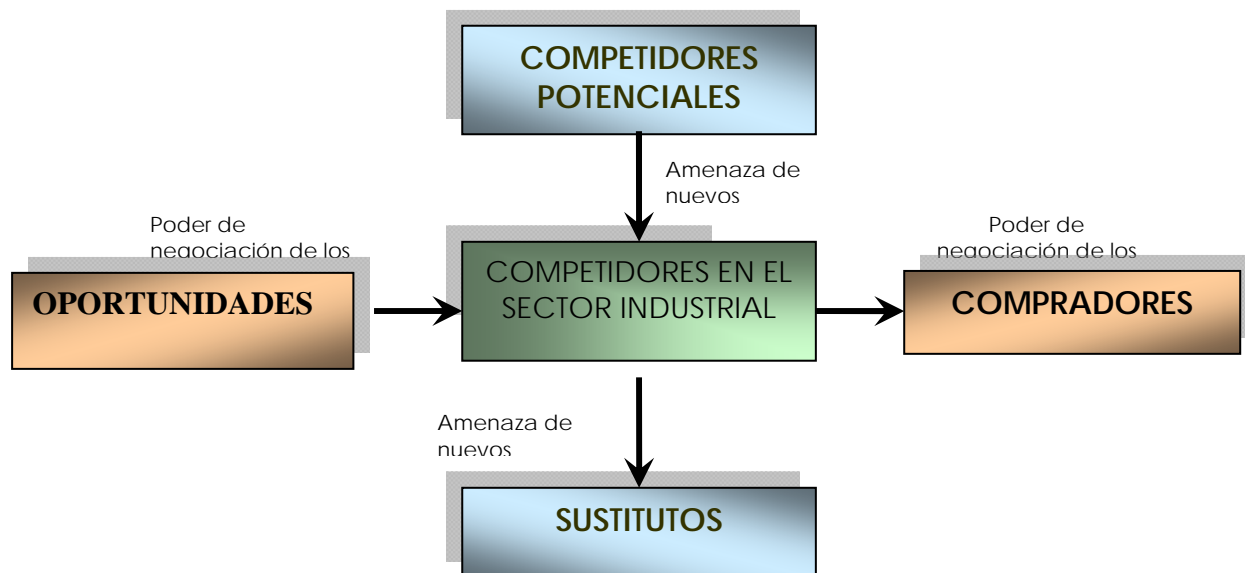 COMPETIDORES
POTENCIALES
Amenaza de
nuevos
Poder de
negociación de los
Poder de
negociación de los
OPORTUNIDADES
COMPETIDORES EN EL
SECTOR INDUSTRIAL
COMPRADORES
Amenaza de
nuevos
SUSTITUTOS